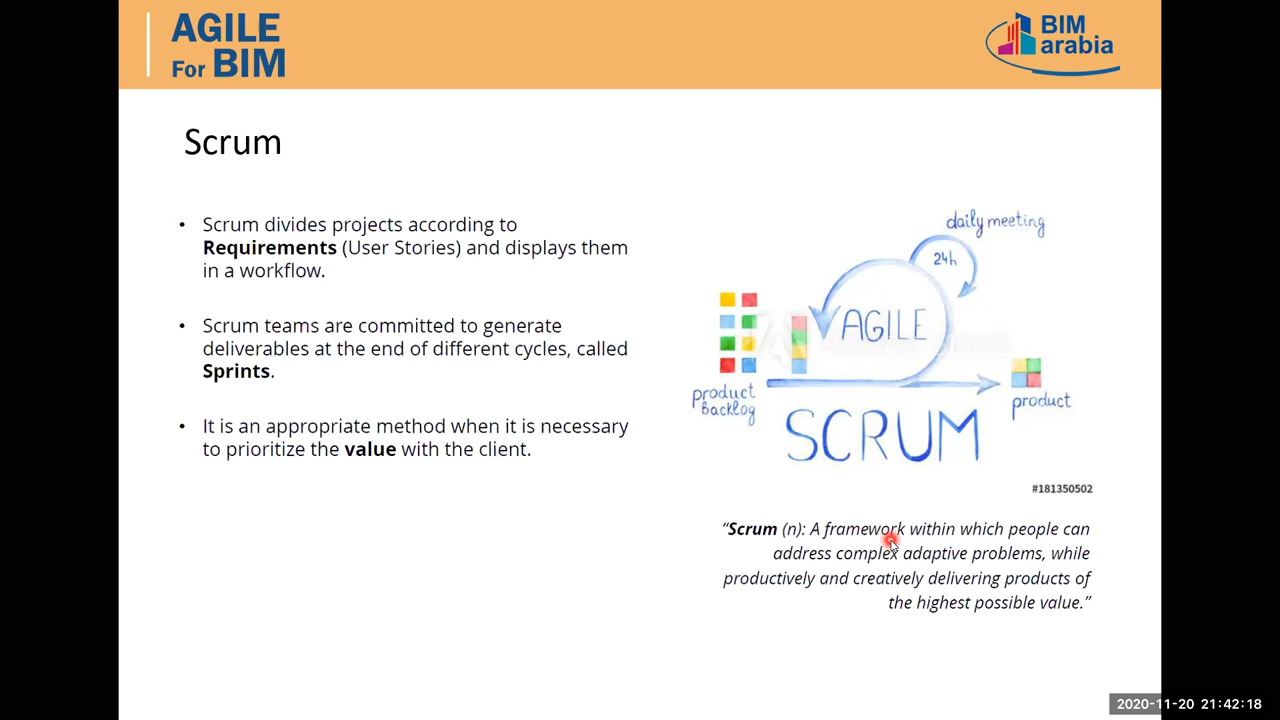 AGILE
For BIM
BIM
arabia
Scrum
• Scrum divides projects according to
Requirements (User Stories) and displays them
in a workflow.
• Scrum teams are committed to generate
deliverables at the end of different cycles, called
Sprints.
• It is an appropriate method when it is necessary
to prioritize the value with the client.
daily meeting
24h
AGILE
product
backlog
product
SCRUM
#181350502
“Scrum (n): A framework within which people can
address complex adaptive problems, while
productively and creatively delivering products of
the highest possible value.”
2020-11-20 21:42:18